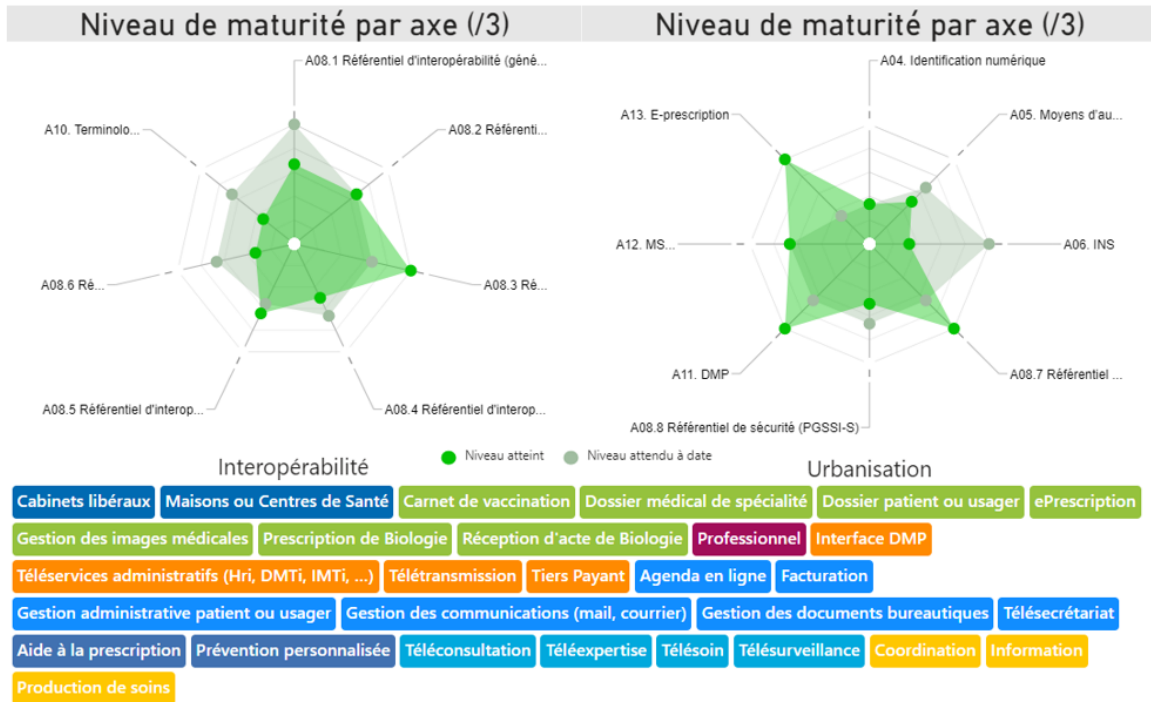 Niveau de maturité par axe (/3)
Niveau de maturité par axe (/3)
A08.1 Référentiel d'interopérabilité (géné...
A10. Terminolo...
A08.2 Référenti...
A08.6 Ré...
A08.3 Ré...
A08.5 Référentiel d'interop...
A08.4 Référentiel d'interop...
A04. Identification numérique
A13. E-prescription
A05. Moyens d'au...
A12. MS...
A06. INS
A11. DMP
A08.7 Référentiel ...
A08.8 Référentiel de sécurité (PGSSI-S)
Interopérabilité
Niveau atteint
Niveau attendu à date
Urbanisation
Cabinets libéraux Maisons ou Centres de Santé Carnet de vaccination Dossier médical de spécialité Dossier patient ou usager ePrescription
Gestion des images médicales Prescription de Biologie Réception d'acte de Biologie Professionnel Interface DMP
Téléservices administratifs (Hri, DMTi, IMTi, ...) Télétransmission Tiers Payant Agenda en ligne Facturation
Gestion administrative patient ou usager Gestion des communications (mail, courrier) Gestion des documents bureautiques Télésecrétariat
Aide à la prescription Prévention personnalisée Téléconsultation Téléexpertise Télésoin Télésurveillance Coordination Information
Production de soins